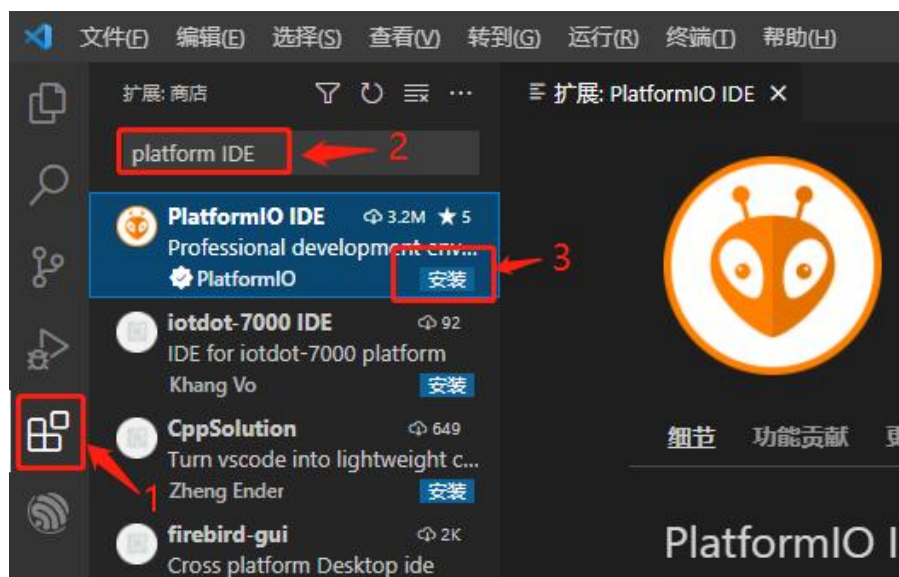 文件(F) 编辑(E) 选择(S) 查看(V) 转到(G) 运行(R) 终端(T) 帮助(H)
扩展: 商店
扩展: PlatformIO IDE
platform IDE
2
PlatformIO IDE 3.2M ★ 5
Professional development env...
PlatformIO 安装
3
iotdot-7000 IDE 92
IDE for iotdot-7000 platform
Khang Vo 安装
CppSolution 649
Turn vscode into lightweight c...
Zheng Ender 安装
1
firebird-gui 2K
Cross platform Desktop ide
细节 功能贡献
PlatformIO I